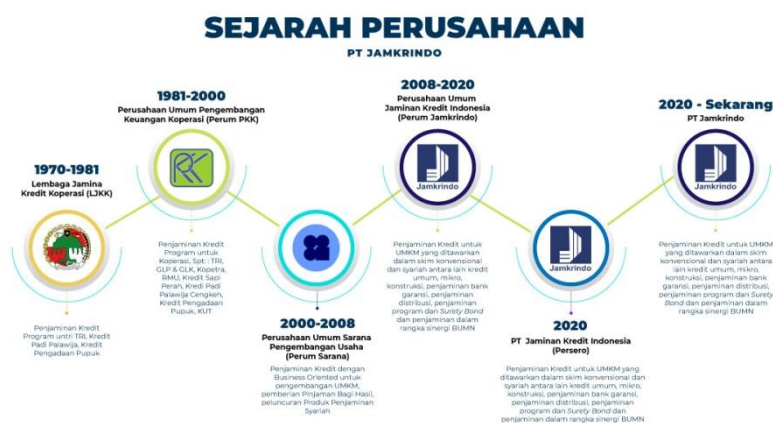 SEJARAH PERUSAHAAN
PT JAMKRINDO
1970-1981
Lembaga Jamina
Kredit Koperasi (LJKK)
Penjaminan Kredit
Program untri TRI, Kredit
Padi Palawija, Kredit
Pengadaan Pupuk
1981-2000
Perusahaan Umum Pengembangan
Keuangan Koperasi (Perum PKK)
Penjaminan Kredit
Program untuk
Koperasi, Spt. : TRI,
GLP & GLK, Kopetra,
RMU, Kredit Sapi
Perah, Kredi Padi
Palawija Cengkeh,
Kredit Pengadaan
Pupuk, KUT
2000-2008
Perusahaan Umum Sarana
Pengembangan Usaha
(Perum Sarana)
Penjaminan Kredit dengan
Business Oriented untuk
pengembangan UMKM,
pemberian Pinjaman Bagi Hasil,
peluncuran Produk Penjaminan
Syariah
2008-2020
Perusahaan Umum
Jaminan Kredit Indonesia
(Perum Jamkrindo)
Jamkrindo
Penjaminan Kredit untuk
UMKM yang ditawarkan
dalam skim konvensional
dan syariah antara lain kredit
umum, mikro,
konstruksi, penjaminan bank
garansi, penjaminan
distribusi, penjaminan
program dan Surety Bond
dan penjaminan dalam
rangka sinergi BUMN
Jamkrindo
2020
PT Jaminan Kredit Indonesia
(Persero)
Penjaminan Kredit untuk UMKM yang
ditawarkan dalam skim konvensional dan
syariah antara lain kredit umum, mikro,
konstruksi, penjaminan bank garansi,
penjaminan distribusi, penjaminan
program dan Surety Bond dan
penjaminan dalam rangka sinergi BUMN
2020 - Sekarang
PT Jamkrindo
Jamkrindo
Penjaminan Kredit untuk UMKM
yang ditawarkan dalam skim
konvensional dan syariah antara
lain kredit umum, mikro,
konstruksi, penjaminan bank
garansi, penjaminan distribusi,
penjaminan program dan Surety
Bond dan penjaminan dalam
rangka sinergi BUMN